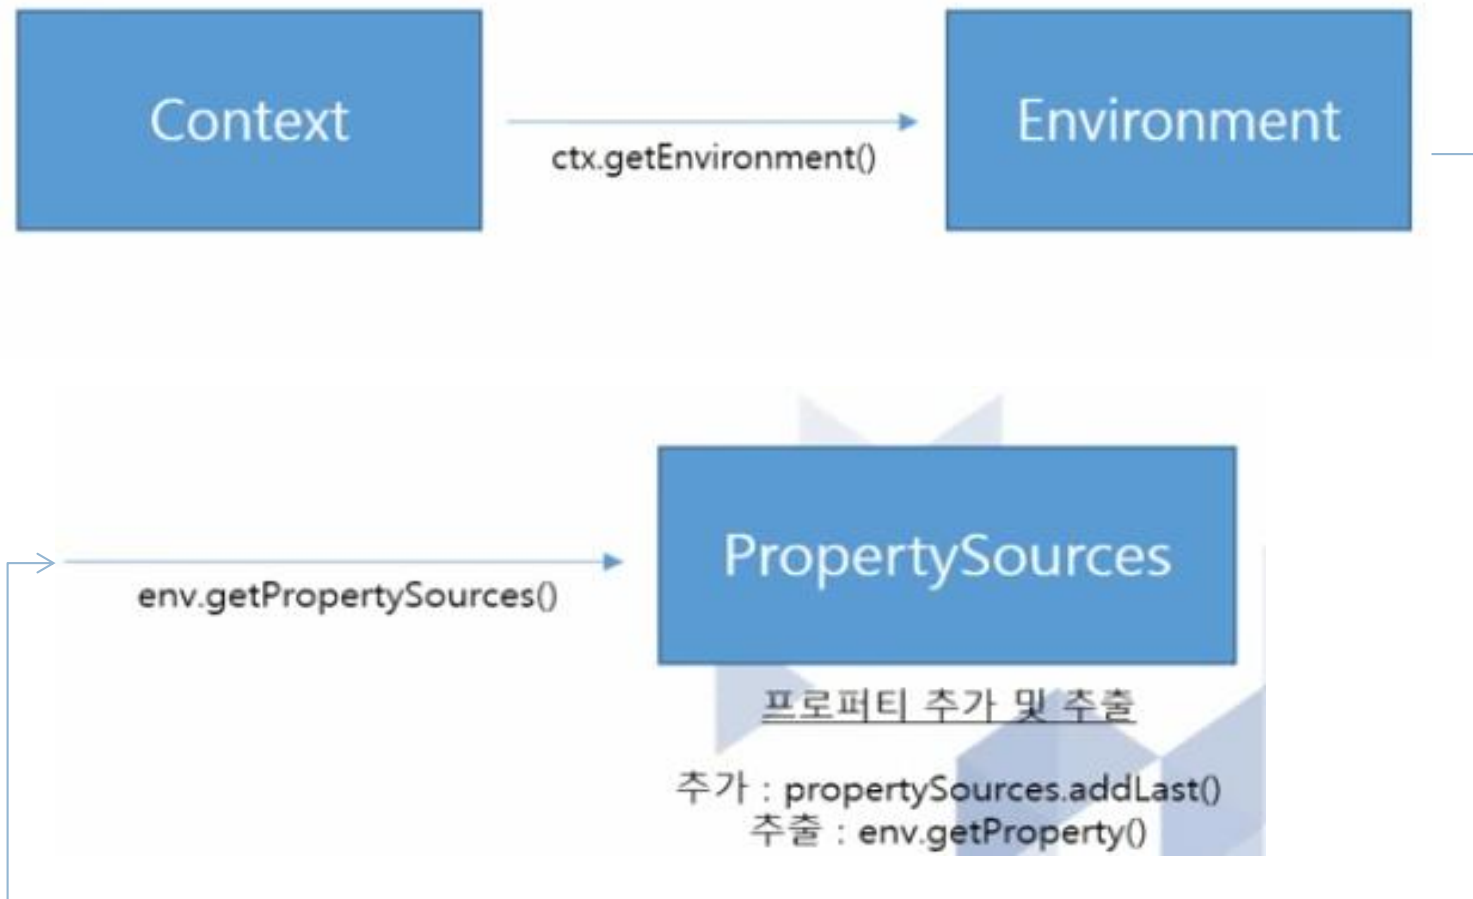 Context
ctx.getEnvironment()
Environment
env.getPropertySources()
PropertySources
프로퍼티 추가 및 추출
추가 : propertySources.addLast()
추출 : env.getProperty()